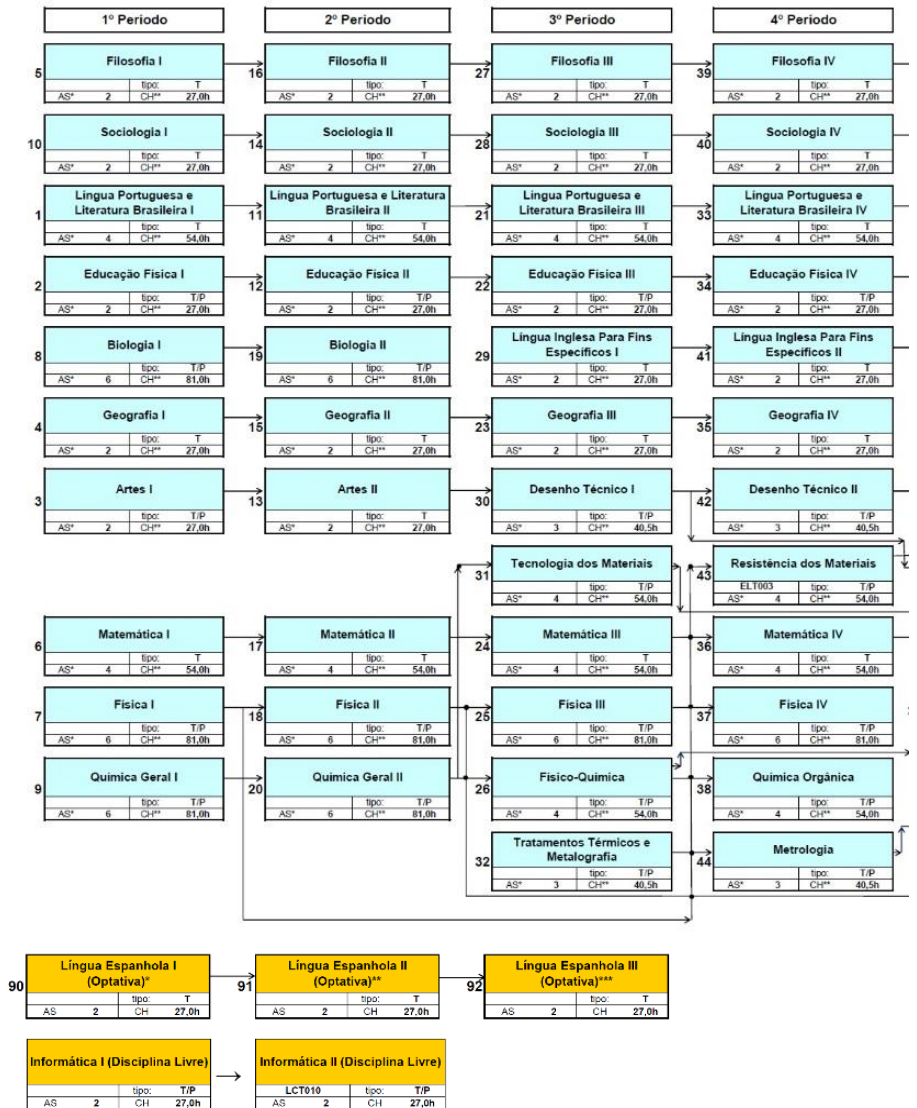 1º Periodo 2º Periodo 3º Periodo 4º Periodo
5 Filosofia I 16 Filosofia II 27 Filosofia III 39 Filosofia IV
tipo: T tipo: T tipo: T tipo: T
AS* 2 CH** 27,0h AS* 2 CH** 27,0h AS* 2 CH** 27,0h AS* 2 CH** 27,0h
10 Sociologia I 14 Sociologia II 28 Sociologia III 40 Sociologia IV
tipo: T tipo: T tipo: T tipo: T
AS* 2 CH** 27,0h AS* 2 CH** 27,0h AS* 2 CH** 27,0h AS* 2 CH** 27,0h
Língua Portuguesa e Língua Portuguesa e Literatura Língua Portuguesa e Língua Portuguesa e
1 Literatura Brasileira I 11 Brasileira II 21 Literatura Brasileira III 33 Literatura Brasileira IV
tipo: T tipo: T tipo: T tipo: T
AS* 4 CH** 54,0h AS* 4 CH** 54,0h AS* 4 CH** 54,0h AS* 4 CH** 54,0h
2 Educação Física I 12 Educação Física II 22 Educação Física III 34 Educação Física IV
tipo: T/P tipo: T/P tipo: T/P tipo: T/P
AS* 2 CH** 27,0h AS* 2 CH** 27,0h AS* 2 CH** 27,0h AS* 2 CH** 27,0h
8 Biologia I 19 Biologia II 29 Língua Inglesa Para Fins 41 Língua Inglesa Para Fins
Específicos I Específicos II
tipo: T/P tipo: T/P tipo: T tipo: T
AS* 6 CH** 81,0h AS* 6 CH** 81,0h AS* 2 CH** 27,0h AS* 2 CH** 27,0h
4 Geografia I 15 Geografia II 23 Geografia III 35 Geografia IV
tipo: T tipo: T tipo: T tipo: T
AS* 2 CH** 27,0h AS* 2 CH** 27,0h AS* 2 CH** 27,0h AS* 2 CH** 27,0h
3 Artes I 13 Artes II 30 Desenho Técnico I 42 Desenho Técnico II
tipo: T/P tipo: T/P tipo: T/P tipo: T/P
AS* 2 CH** 27,0h AS* 2 CH** 27,0h AS* 3 CH** 40,5h AS* 3 CH** 40,5h
31 Tecnologia dos Materiais 43 Resistência dos Materiais
tipo: T/P ELT003 tipo: T/P
AS* 4 CH** 54,0h AS* 4 CH** 54,0h
6 Matemática I 17 Matemática II 24 Matemática III 36 Matemática IV
tipo: T tipo: T tipo: T tipo: T
AS* 4 CH** 54,0h AS* 4 CH** 54,0h AS* 4 CH** 54,0h AS* 4 CH** 54,0h
7 Física I 18 Física II 25 Física III 37 Física IV
tipo: T/P tipo: T/P tipo: T/P tipo: T/P
AS* 6 CH** 81,0h AS* 6 CH** 81,0h AS* 6 CH** 81,0h AS* 6 CH** 81,0h
9 Química Geral I 20 Química Geral II 26 Físico-Química 38 Química Orgânica
tipo: T/P tipo: T/P tipo: T/P tipo: T/P
AS* 6 CH** 81,0h AS* 6 CH** 81,0h AS* 4 CH** 54,0h AS* 4 CH** 54,0h
32 Tratamentos Térmicos e 44 Metrologia
Metalografia
tipo: T/P tipo: T/P
AS* 3 CH** 40,5h AS* 3 CH** 40,5h
90 Língua Espanhola I 91 Língua Espanhola II 92 Língua Espanhola III
(Optativa)* (Optativa)** (Optativa)***
tipo: T tipo: T tipo: T
AS 2 CH 27,0h AS 2 CH 27,0h AS 2 CH 27,0h
Informática I (Disciplina Livre) Informática II (Disciplina Livre)
tipo: T/P LCT010 tipo: T/P
AS 2 CH 27,0h AS 2 CH 27,0h